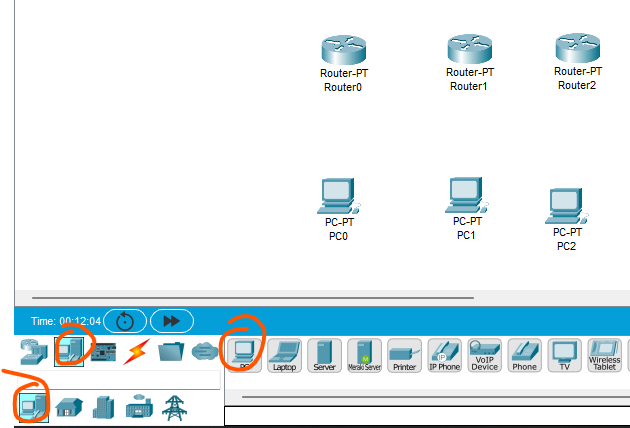 Router-PT Router-PT Router-PT
Router0 Router1 Router2
PC-PT PC-PT PC-PT
PC0 PC1 PC2
Time: 00:12:04
PC Laptop Server Meraki Server Printer IP Phone VoIP Device Phone TV Wireless Tablet
IP